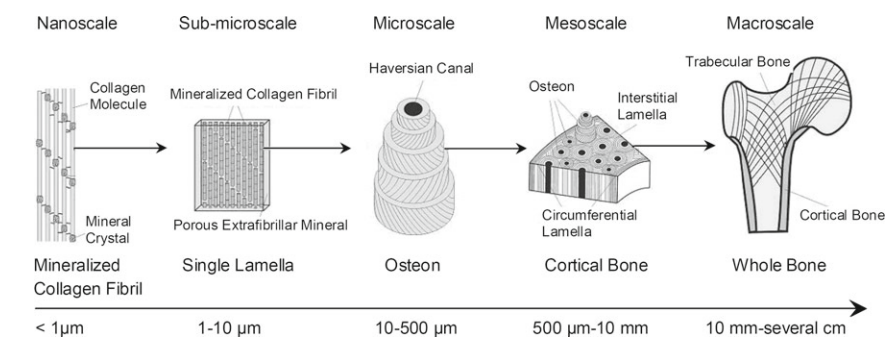 Nanoscale
Sub-microscale
Microscale
Mesoscale
Macroscale
Collagen
Molecule
Mineral
Crystal
Mineralized Collagen Fibril
Porous Extrafibrillar Mineral
Haversian Canal
Osteon
Interstitial
Lamella
Circumferential
Lamella
Trabecular Bone
Cortical Bone
Mineralized
Collagen Fibril
Single Lamella
Osteon
Cortical Bone
Whole Bone
< 1μm
1-10 μm
10-500 μm
500 μm-10 mm
10 mm-several cm